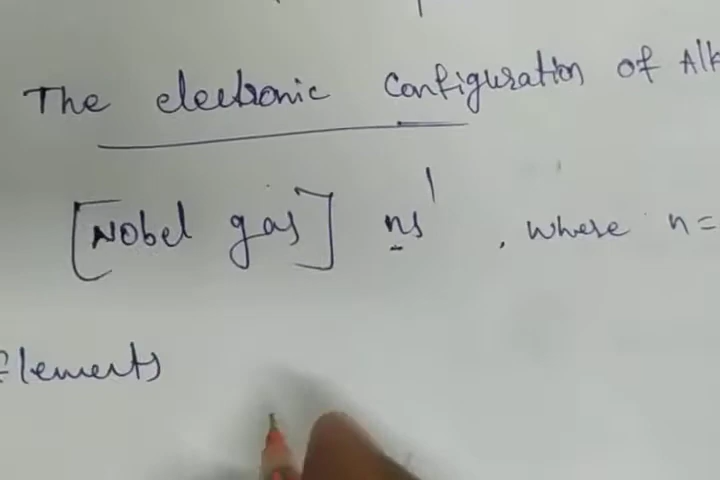 The electronic Configuration of Alk
[Nobel gas] ns¹ , where n=
Elements